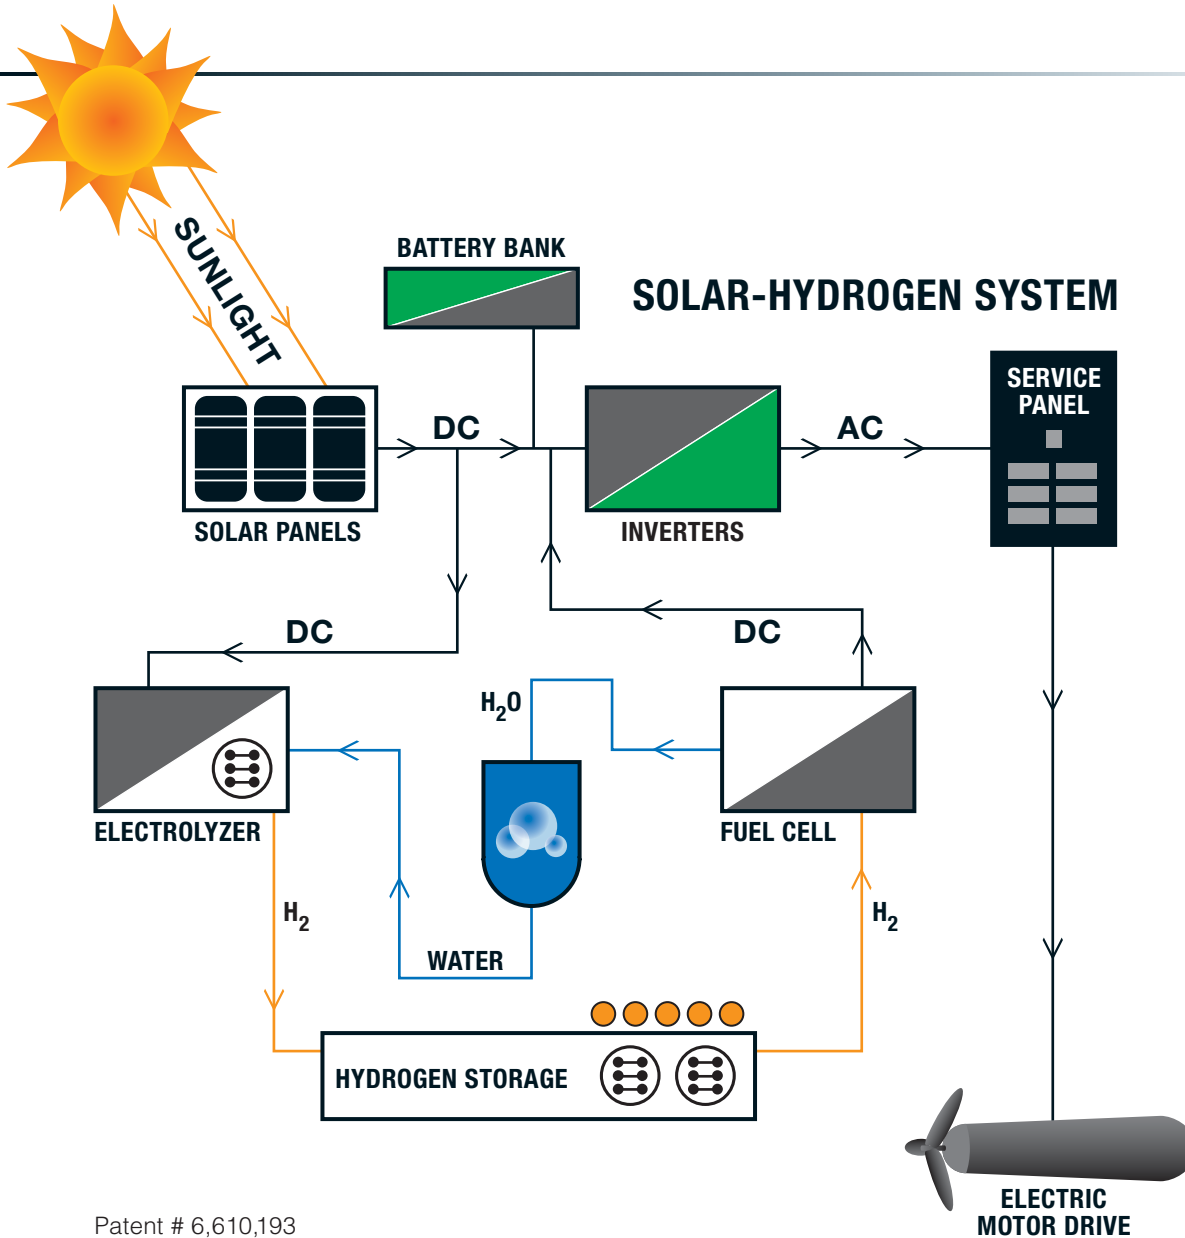 SUNLIGHT
BATTERY BANK
SOLAR-HYDROGEN SYSTEM
SERVICE
PANEL
DC
AC
SOLAR PANELS
INVERTERS
DC
DC
H₂O
ELECTROLYZER
FUEL CELL
H₂
H₂
WATER
HYDROGEN STORAGE
ELECTRIC
MOTOR DRIVE
Patent # 6,610,193